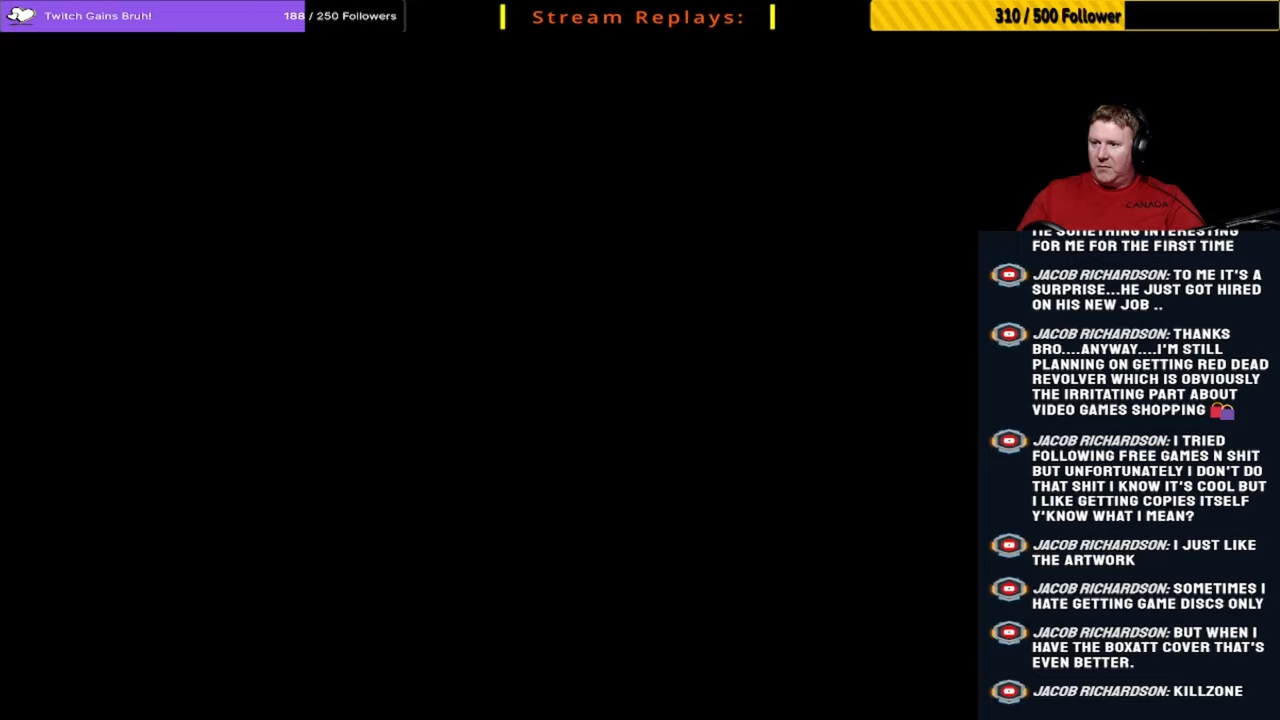 Twitch Gains Bruh!
188 / 250 Followers
Stream Replays:
310 / 500 Follower
CANADA
HE SOMETHING INTERESTING
FOR ME FOR THE FIRST TIME
JACOB RICHARDSON: TO ME IT'S A
SURPRISE...HE JUST GOT HIRED
ON HIS NEW JOB ..
JACOB RICHARDSON: THANKS
BRO....ANYWAY....I'M STILL
PLANNING ON GETTING RED DEAD
REVOLVER WHICH IS OBVIOUSLY
THE IRRITATING PART ABOUT
VIDEO GAMES SHOPPING 🛍️
JACOB RICHARDSON: I TRIED
FOLLOWING FREE GAMES N SHIT
BUT UNFORTUNATELY I DON'T DO
THAT SHIT I KNOW IT'S COOL BUT
I LIKE GETTING COPIES ITSELF
Y'KNOW WHAT I MEAN?
JACOB RICHARDSON: I JUST LIKE
THE ARTWORK
JACOB RICHARDSON: SOMETIMES I
HATE GETTING GAME DISCS ONLY
JACOB RICHARDSON: BUT WHEN I
HAVE THE BOXATT COVER THAT'S
EVEN BETTER.
JACOB RICHARDSON: KILLZONE